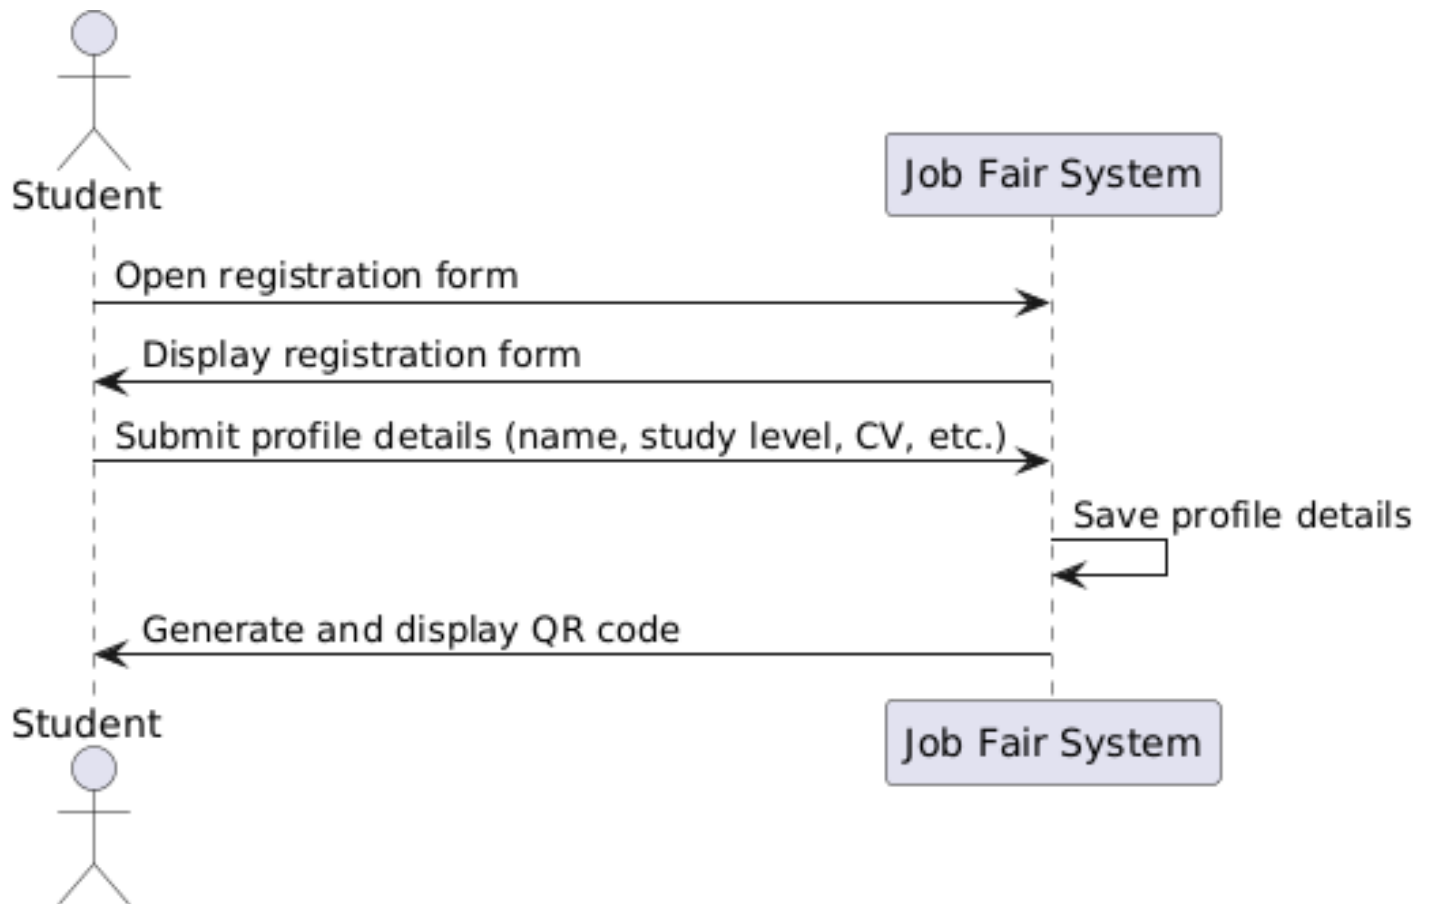 Student
Job Fair System
Open registration form
Display registration form
Submit profile details (name, study level, CV, etc.)
Save profile details
Generate and display QR code
Student
Job Fair System